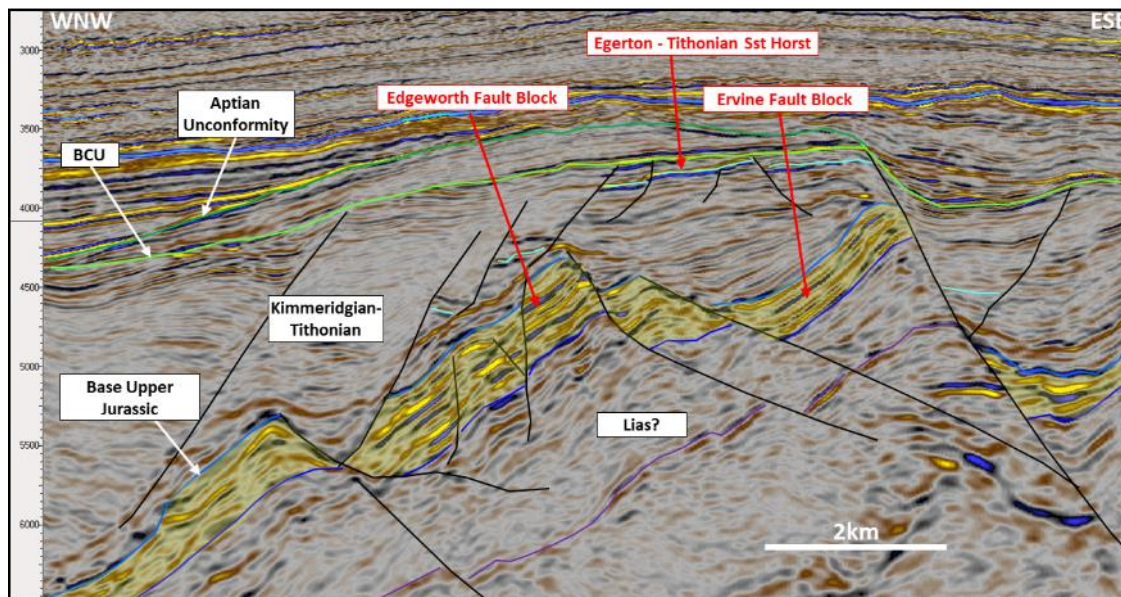 WNW
ESE
Egerton - Tithonian Sst Horst
Edgeworth Fault Block
Ervine Fault Block
Aptian
Unconformity
BCU
Kimmeridgian-
Tithonian
Base Upper
Jurassic
Lias?
2km
3000
3500
4000
4500
5000
5500
6000